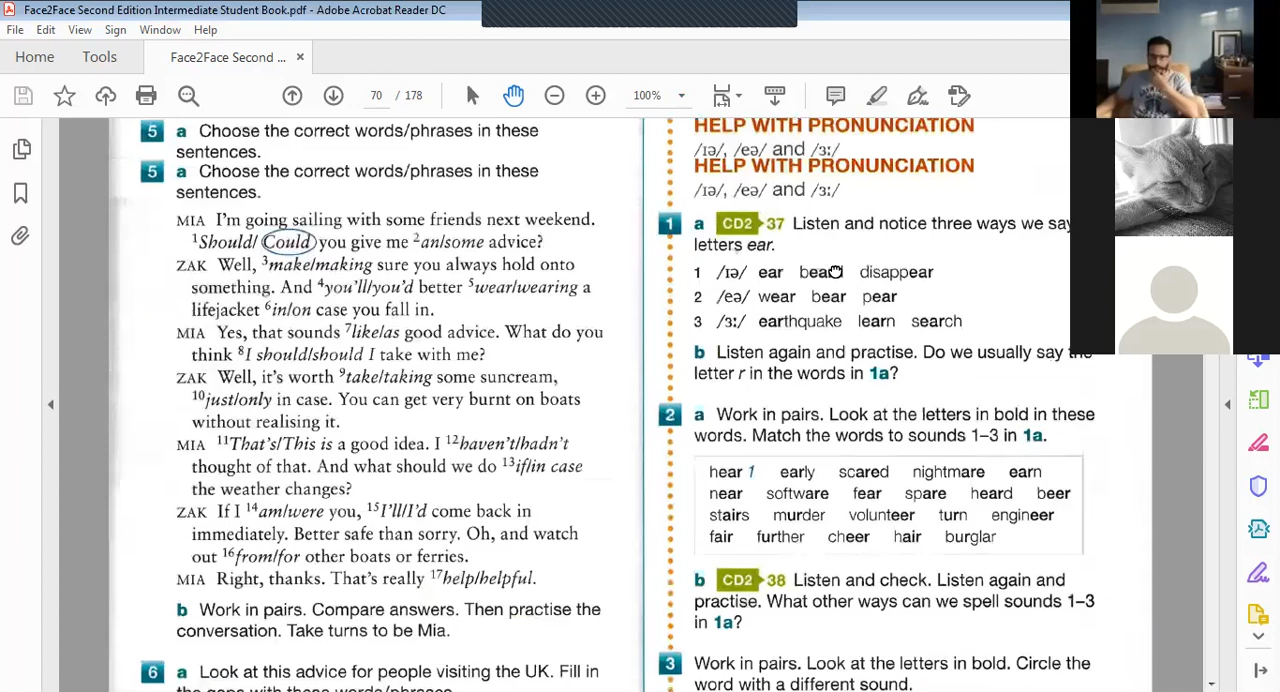 Face2Face Second Edition Intermediate Student Book.pdf - Adobe Acrobat Reader DC
File Edit View Sign Window Help
Home Tools Face2Face Second ... ×
70 / 178 100%
5 a Choose the correct words/phrases in these
sentences.
5 a Choose the correct words/phrases in these
sentences.
MIA I'm going sailing with some friends next weekend.
1Should/ Could you give me 2an/some advice?
ZAK Well, 3make/making sure you always hold onto
something. And 4you'll/you'd better 5wear/wearing a
lifejacket 6in/on case you fall in.
MIA Yes, that sounds 7like/as good advice. What do you
think 8I should/should I take with me?
ZAK Well, it's worth 9take/taking some suncream,
10just/only in case. You can get very burnt on boats
without realising it.
MIA 11That's/This is a good idea. I 12haven't/hadn't
thought of that. And what should we do 13if/in case
the weather changes?
ZAK If I 14am/were you, 15I'll/I'd come back in
immediately. Better safe than sorry. Oh, and watch
out 16from/for other boats or ferries.
MIA Right, thanks. That's really 17help/helpful.
b Work in pairs. Compare answers. Then practise the
conversation. Take turns to be Mia.
6 a Look at this advice for people visiting the UK. Fill in
the gaps with these words/phrases.
HELP WITH PRONUNCIATION
/ɪə/, /eə/ and /ɜː/
HELP WITH PRONUNCIATION
/ɪə/, /eə/ and /ɜː/
1 a CD2 37 Listen and notice three ways we say
letters ear.
1 /ɪə/ ear disappear
2 /eə/ wear bear pear
3 /ɜː/ earthquake learn search
b Listen again and practise. Do we usually say the
letter r in the words in 1a?
2 a Work in pairs. Look at the letters in bold in these
words. Match the words to sounds 1–3 in 1a.
hear 1 early scared nightmare earn
near software fear spare heard beer
stairs murder volunteer turn engineer
fair further cheer hair burglar
b CD2 38 Listen and check. Listen again and
practise. What other ways can we spell sounds 1–3
in 1a?
3 Work in pairs. Look at the letters in bold. Circle the
word with a different sound.